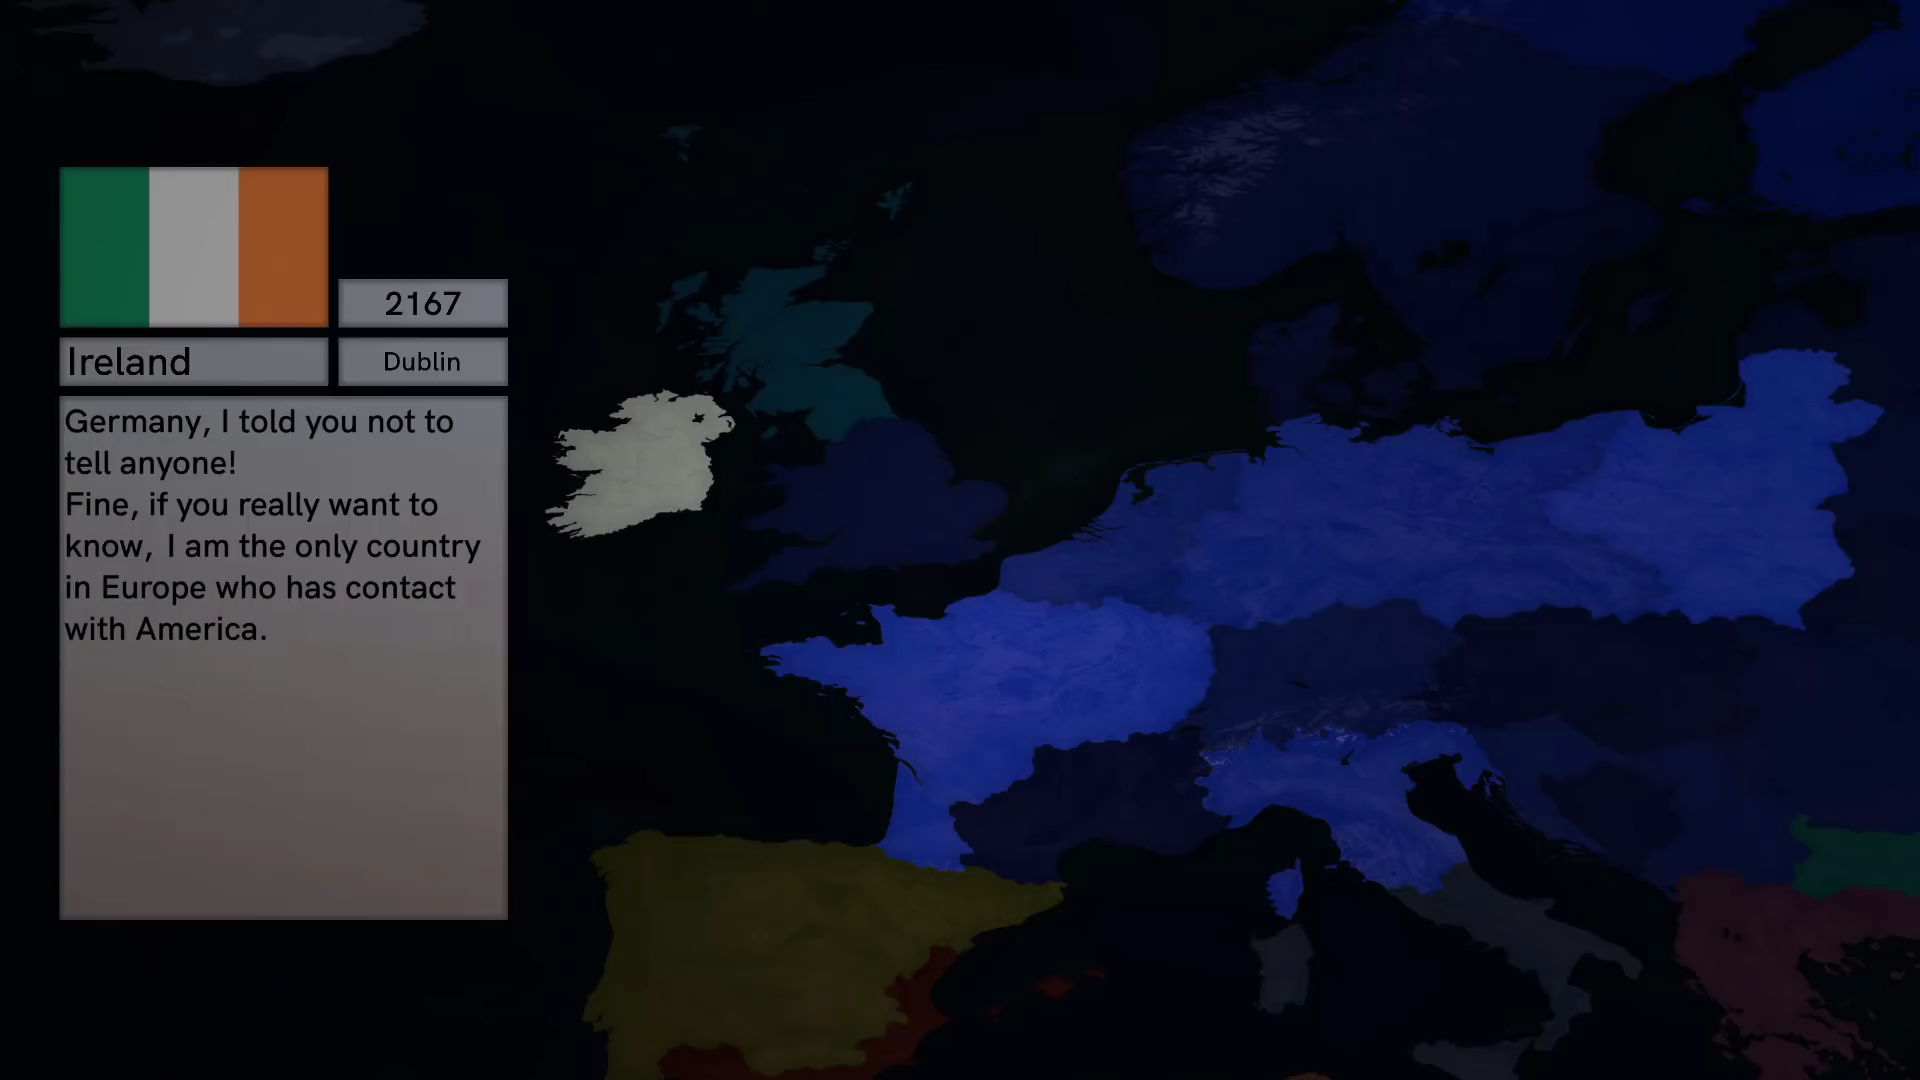 2167
Ireland
Dublin
Germany, I told you not to
tell anyone!
Fine, if you really want to
know, I am the only country
in Europe who has contact
with America.